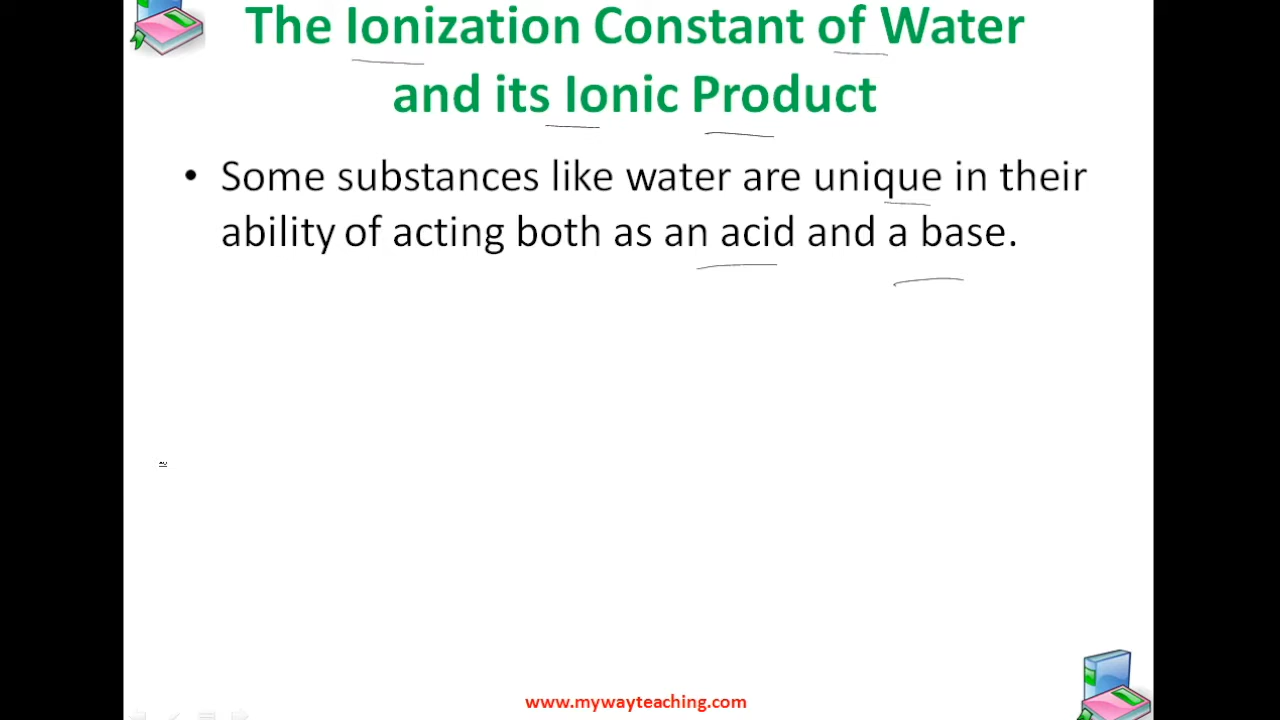 The Ionization Constant of Water
and its Ionic Product
• Some substances like water are unique in their
ability of acting both as an acid and a base.
www.mywayteaching.com